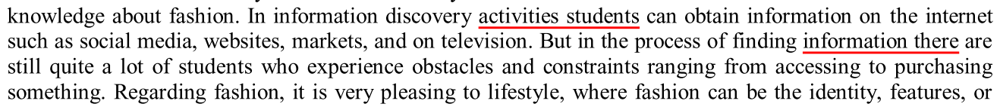 knowledge about fashion. In information discovery activities students can obtain information on the internet
such as social media, websites, markets, and on television. But in the process of finding information there are
still quite a lot of students who experience obstacles and constraints ranging from accessing to purchasing
something. Regarding fashion, it is very pleasing to lifestyle, where fashion can be the identity, features, or